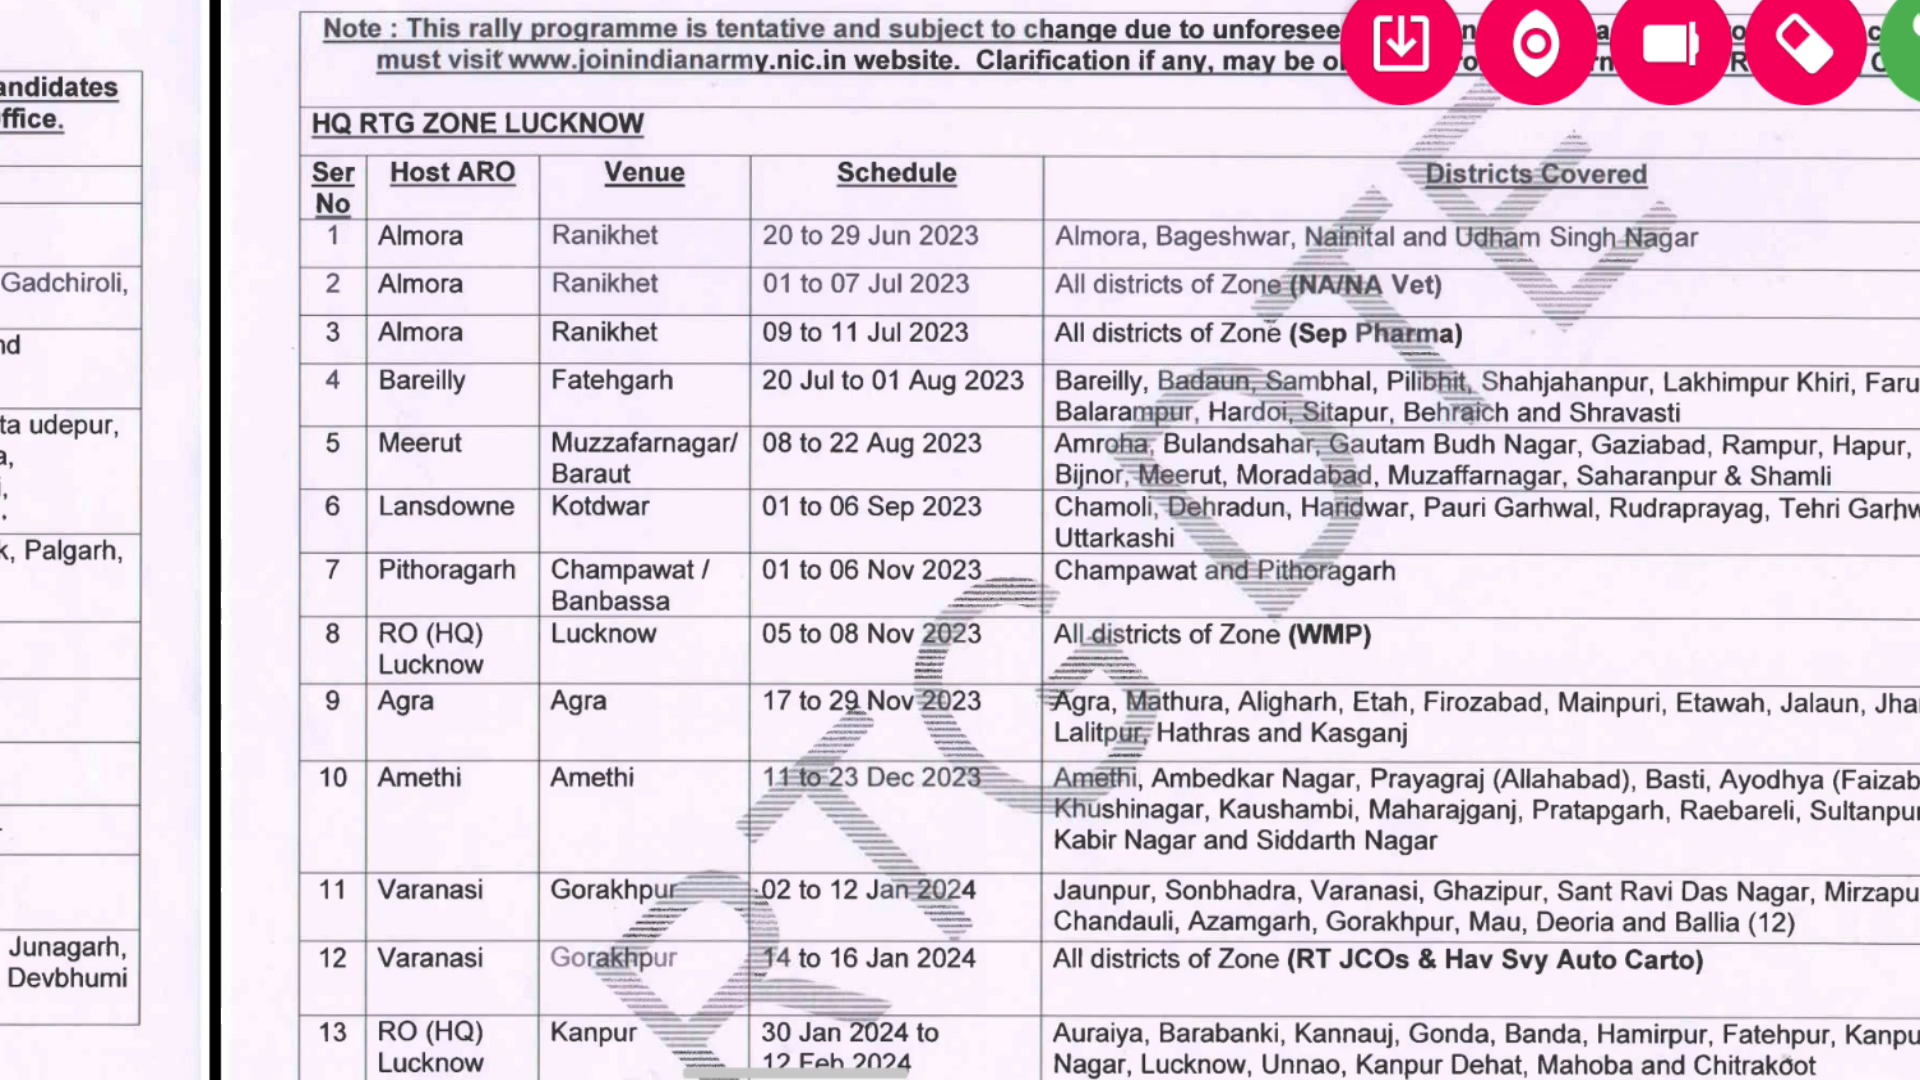 andidates
ffice.
Gadchiroli,
nd
ta udepur,
a,
k, Palgarh,
Junagarh,
Devbhumi
Note : This rally programme is tentative and subject to change due to unforesee
must visit www.joinindianarmy.nic.in website. Clarification if any, may be o
HQ RTG ZONE LUCKNOW
Ser No Host ARO Venue Schedule Districts Covered
1 Almora Ranikhet 20 to 29 Jun 2023 Almora, Bageshwar, Nainital and Udham Singh Nagar
2 Almora Ranikhet 01 to 07 Jul 2023 All districts of Zone (NA/NA Vet)
3 Almora Ranikhet 09 to 11 Jul 2023 All districts of Zone (Sep Pharma)
4 Bareilly Fatehgarh 20 Jul to 01 Aug 2023 Bareilly, Badaun, Sambhal, Pilibhit, Shahjahanpur, Lakhimpur Khiri, Faru
Balarampur, Hardoi, Sitapur, Behraich and Shravasti
5 Meerut Muzzafarnagar/ 08 to 22 Aug 2023 Amroha, Bulandsahar, Gautam Budh Nagar, Gaziabad, Rampur, Hapur,
Baraut Bijnor, Meerut, Moradabad, Muzaffarnagar, Saharanpur & Shamli
6 Lansdowne Kotdwar 01 to 06 Sep 2023 Chamoli, Dehradun, Haridwar, Pauri Garhwal, Rudraprayag, Tehri Garhw
Uttarkashi
7 Pithoragarh Champawat / 01 to 06 Nov 2023 Champawat and Pithoragarh
Banbassa
8 RO (HQ) Lucknow 05 to 08 Nov 2023 All districts of Zone (WMP)
Lucknow
9 Agra Agra 17 to 29 Nov 2023 Agra, Mathura, Aligharh, Etah, Firozabad, Mainpuri, Etawah, Jalaun, Jha
Lalitpur, Hathras and Kasganj
10 Amethi Amethi 11 to 23 Dec 2023 Amethi, Ambedkar Nagar, Prayagraj (Allahabad), Basti, Ayodhya (Faizab
Khushinagar, Kaushambi, Maharajganj, Pratapgarh, Raebareli, Sultanpur
Kabir Nagar and Siddarth Nagar
11 Varanasi Gorakhpur 02 to 12 Jan 2024 Jaunpur, Sonbhadra, Varanasi, Ghazipur, Sant Ravi Das Nagar, Mirzapu
Chandauli, Azamgarh, Gorakhpur, Mau, Deoria and Ballia (12)
12 Varanasi Gorakhpur 14 to 16 Jan 2024 All districts of Zone (RT JCOs & Hav Svy Auto Carto)
13 RO (HQ) Kanpur 30 Jan 2024 to Auraiya, Barabanki, Kannauj, Gonda, Banda, Hamirpur, Fatehpur, Kanpu
Lucknow 12 Feb 2024 Nagar, Lucknow, Unnao, Kanpur Dehat, Mahoba and Chitrakoot
RTG DTE